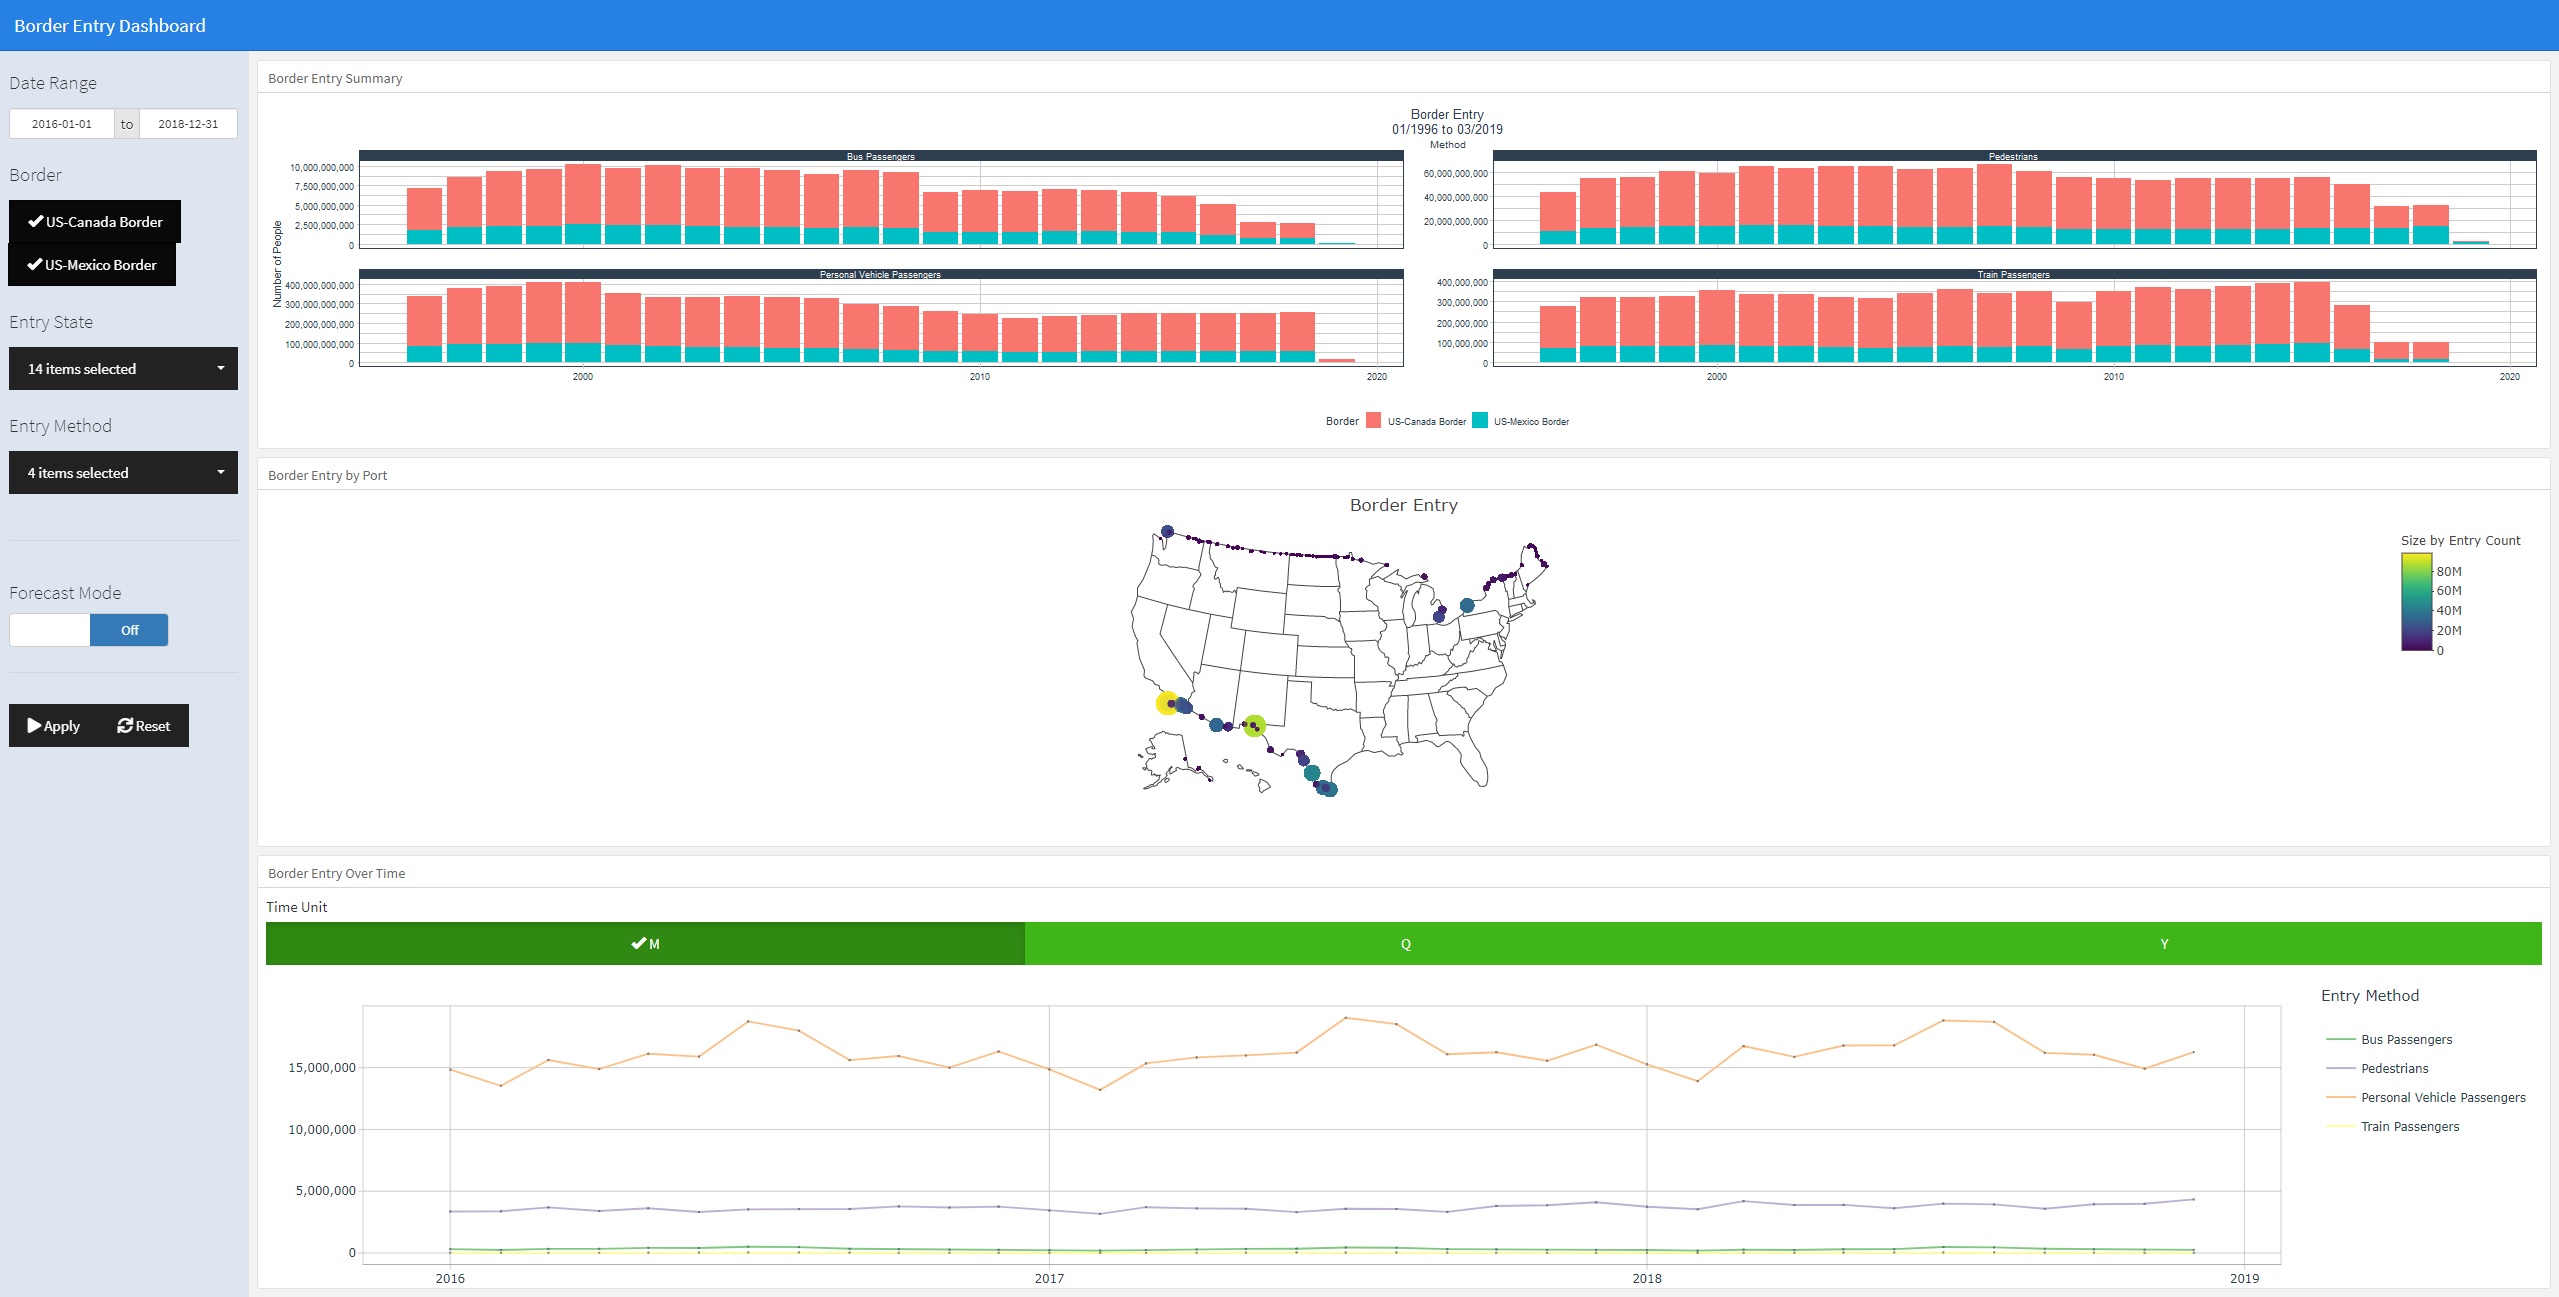 Border Entry Dashboard
Date Range
2016-01-01 to 2018-12-31
Border
US-Canada Border
US-Mexico Border
Entry State
14 items selected
Entry Method
4 items selected
Forecast Mode
Off
Apply Reset
Border Entry Summary
Border Entry
01/1996 to 03/2019
Method
Number of People
Bus Passengers
10,000,000,000
7,500,000,000
5,000,000,000
2,500,000,000
0
Pedestrians
60,000,000,000
40,000,000,000
20,000,000,000
0
Personal Vehicle Passengers
400,000,000,000
300,000,000,000
200,000,000,000
100,000,000,000
0
2000 2010 2020
Train Passengers
400,000,000
300,000,000
200,000,000
100,000,000
0
2000 2010 2020
Border US-Canada Border US-Mexico Border
Border Entry by Port
Border Entry
Size by Entry Count
80M
60M
40M
20M
0
Border Entry Over Time
Time Unit
M Q Y
15,000,000
10,000,000
5,000,000
0
2016 2017 2018 2019
Entry Method
Bus Passengers
Pedestrians
Personal Vehicle Passengers
Train Passengers